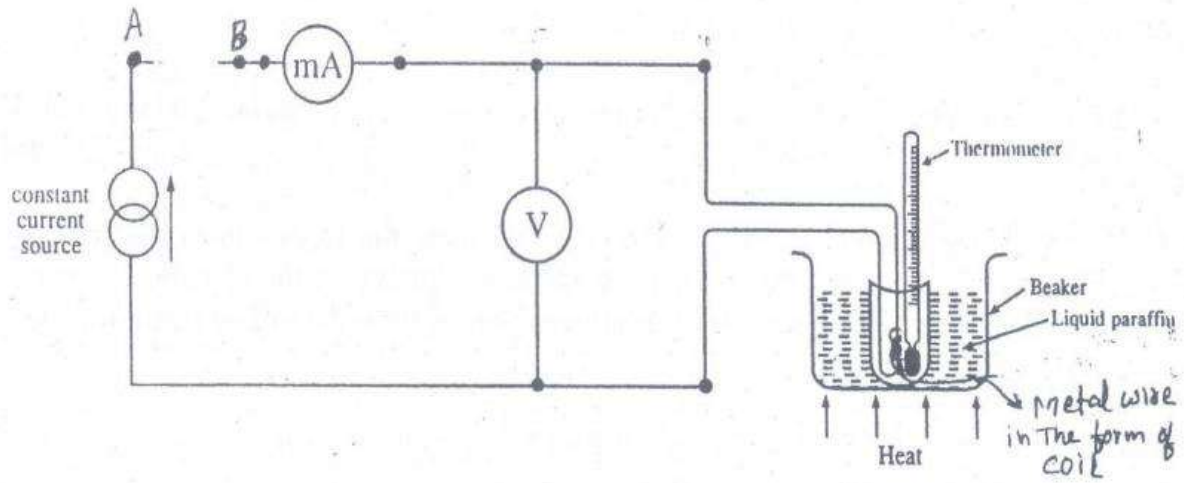 A
B
mA
constant
current
source
V
Thermometer
Beaker
Liquid paraffin
Metal wire
in The form of
COIL
Heat